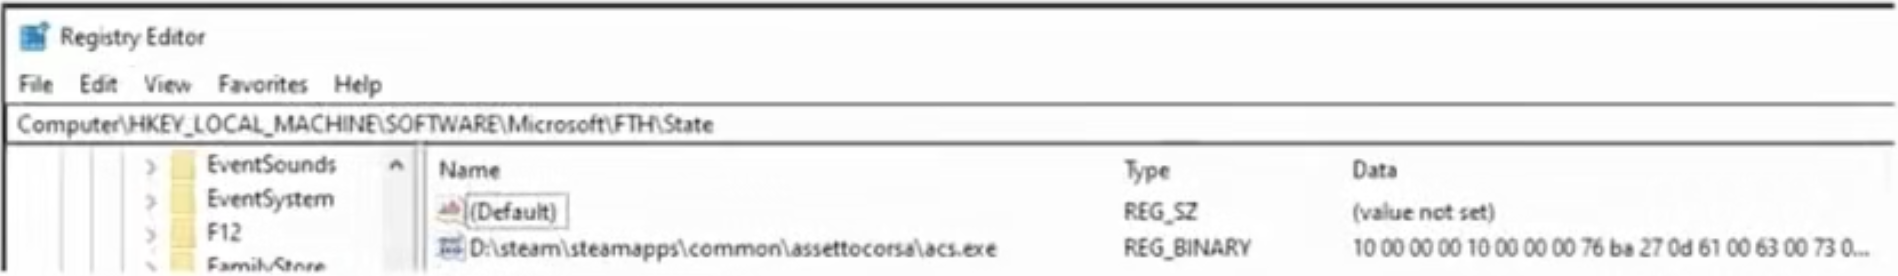 Registry Editor
File Edit View Favorites Help
Computer\HKEY_LOCAL_MACHINE\SOFTWARE\Microsoft\FTH\State
EventSounds
EventSystem
F12
FamilyStore
Name Type Data
(Default) REG_SZ (value not set)
D:\steam\steamapps\common\assettocorsa\acs.exe REG_BINARY 10 00 00 00 10 00 00 00 76 ba 27 0d 61 00 63 00 73 0...